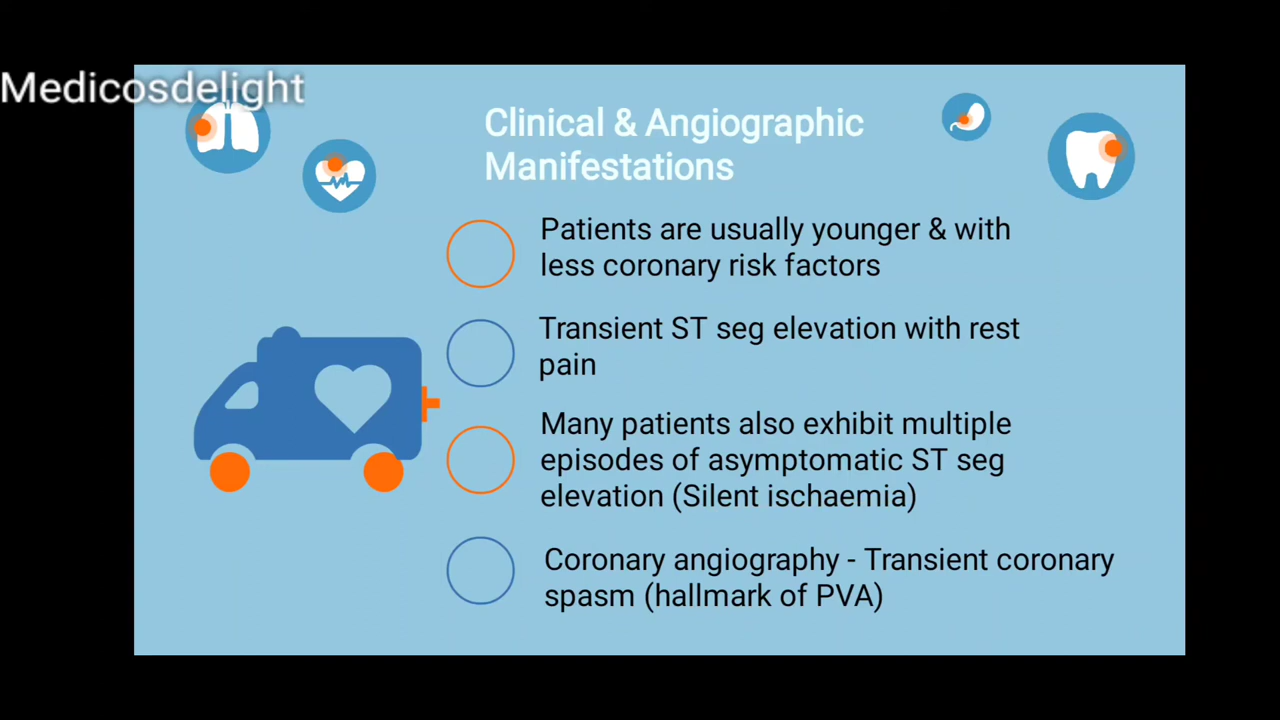 Medicosdelight
Clinical & Angiographic
Manifestations
Patients are usually younger & with
less coronary risk factors
Transient ST seg elevation with rest
pain
Many patients also exhibit multiple
episodes of asymptomatic ST seg
elevation (Silent ischaemia)
Coronary angiography - Transient coronary
spasm (hallmark of PVA)